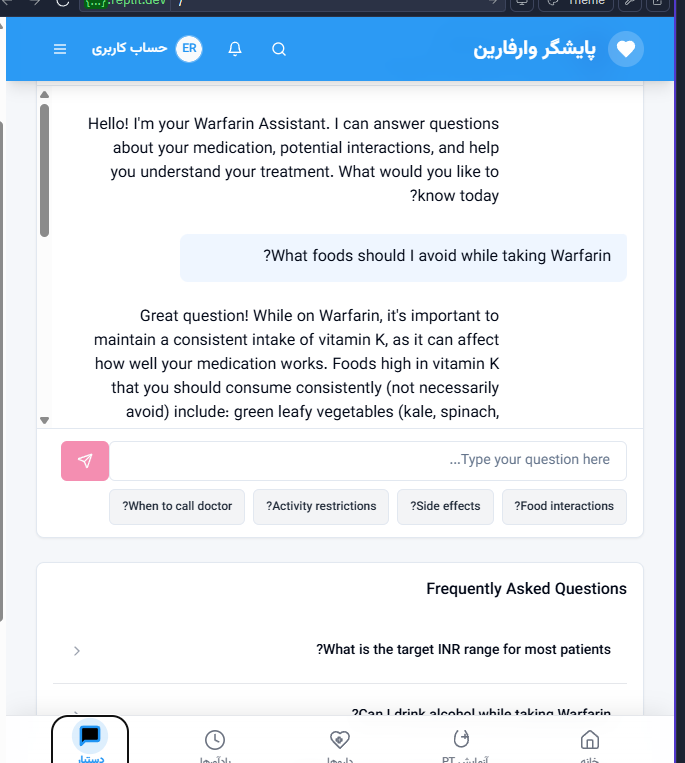 {...}.replit.dev /
Theme
پایشگر وارفارین
ER حساب کاربری
Hello! I'm your Warfarin Assistant. I can answer questions
about your medication, potential interactions, and help
you understand your treatment. What would you like to
?know today
?What foods should I avoid while taking Warfarin
Great question! While on Warfarin, it's important to
maintain a consistent intake of vitamin K, as it can affect
how well your medication works. Foods high in vitamin K
that you should consume consistently (not necessarily
avoid) include: green leafy vegetables (kale, spinach,
...Type your question here
?Food interactions
?Side effects
?Activity restrictions
?When to call doctor
Frequently Asked Questions
?What is the target INR range for most patients
?Can I drink alcohol while taking Warfarin
خانه
آزمایش PT
داروها
یادآورها
دستیار